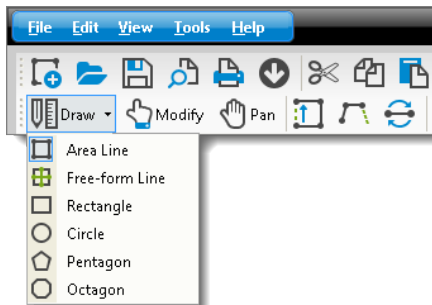 File Edit View Tools Help
Draw Modify Pan
Area Line
Free-form Line
Rectangle
Circle
Pentagon
Octagon